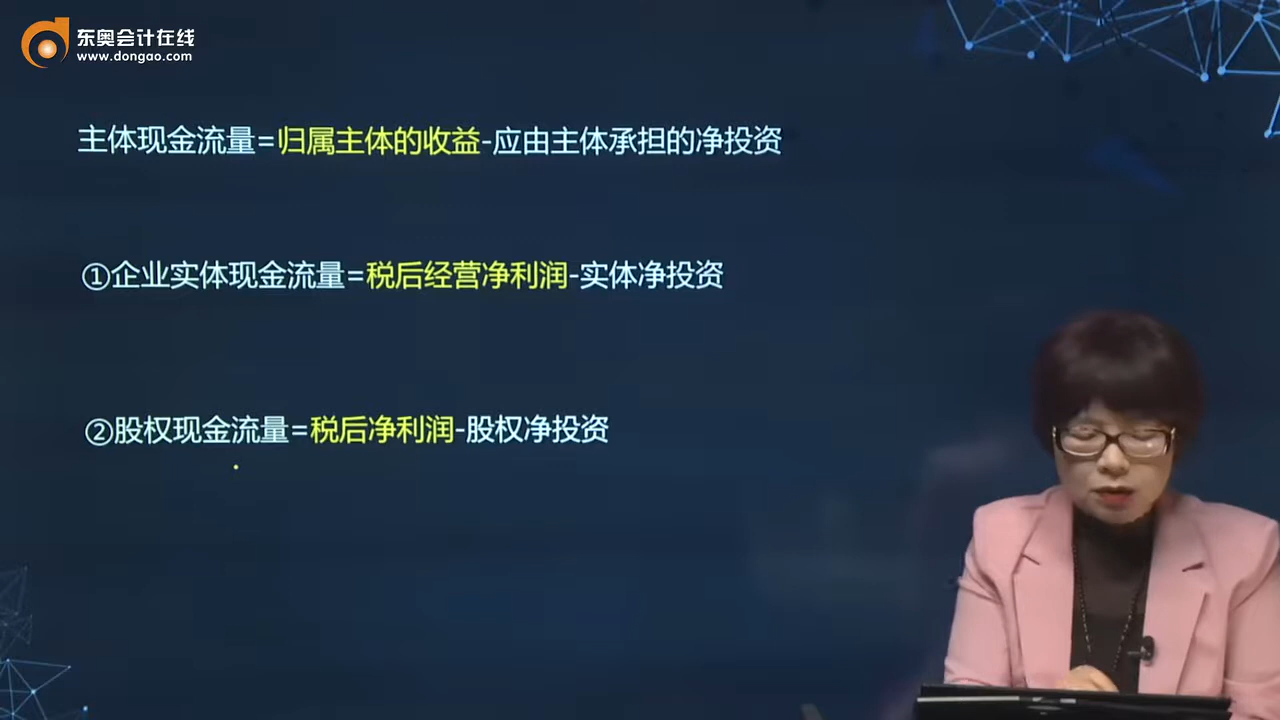 东奥会计在线
www.dongao.com
主体现金流量=归属主体的收益-应由主体承担的净投资
①企业实体现金流量=税后经营净利润-实体净投资
②股权现金流量=税后净利润-股权净投资